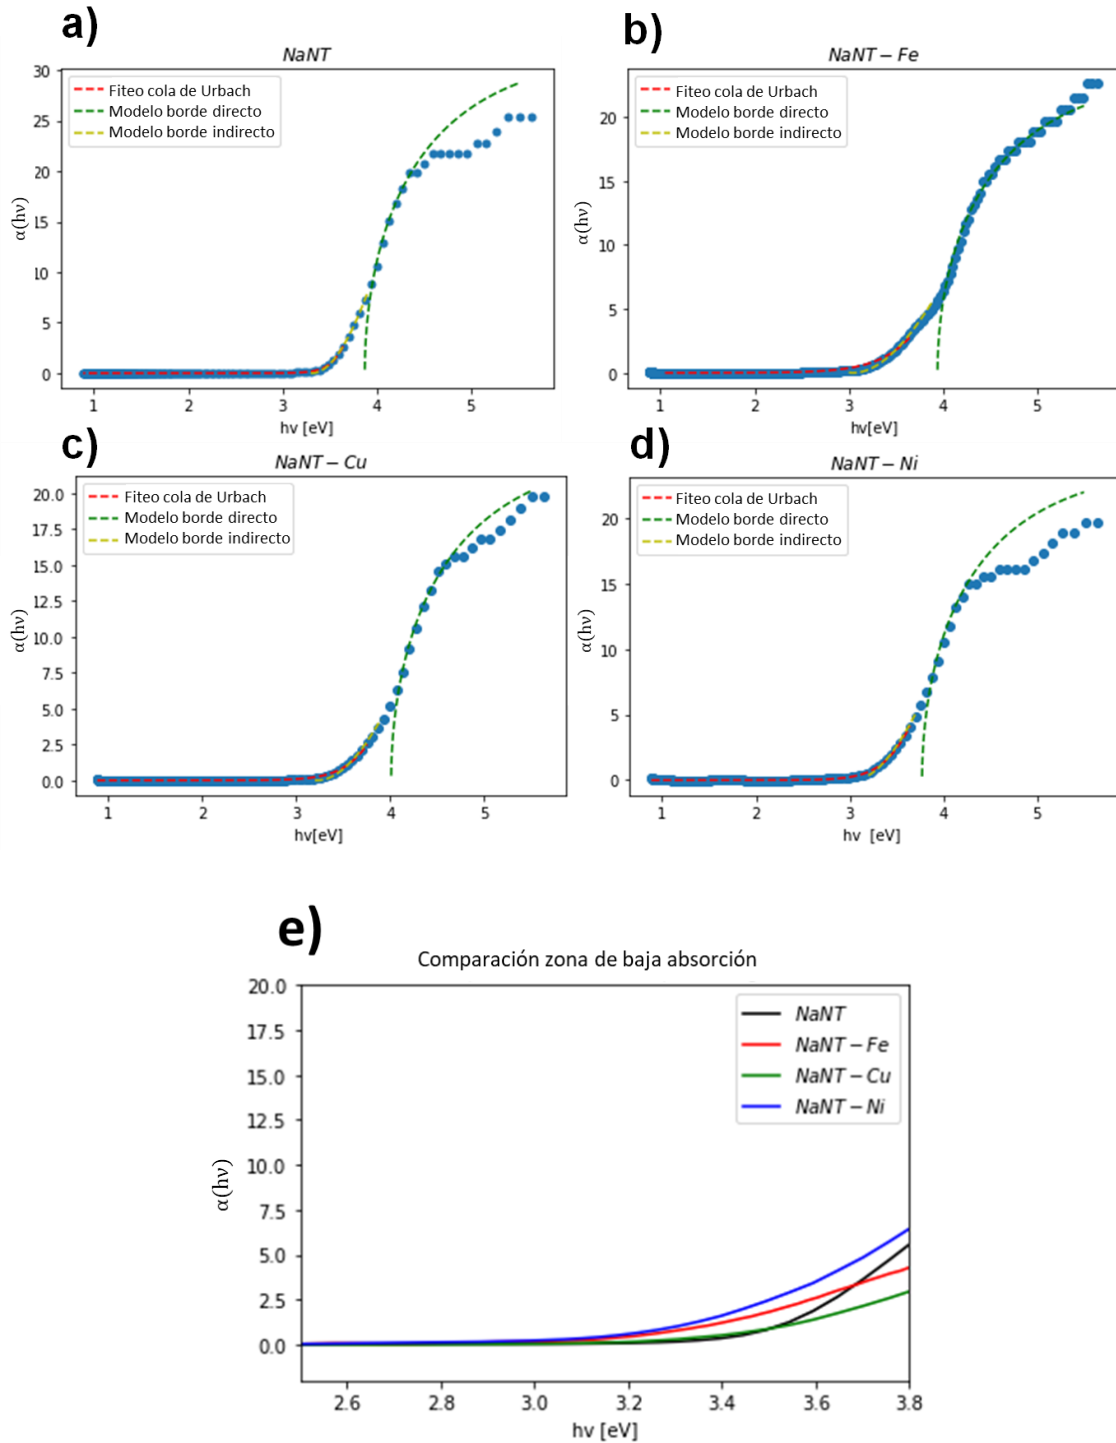 a)
NaNT
30
25
20
15
10
5
0
α(hν)
Fiteo cola de Urbach
Modelo borde directo
Modelo borde indirecto
1 2 3 4 5
hν [eV]
b)
NaNT − Fe
20
15
10
5
0
α(hν)
Fiteo cola de Urbach
Modelo borde directo
Modelo borde indirecto
1 2 3 4 5
hν[eV]
c)
NaNT − Cu
20.0
17.5
15.0
12.5
10.0
7.5
5.0
2.5
0.0
α(hν)
Fiteo cola de Urbach
Modelo borde directo
Modelo borde indirecto
1 2 3 4 5
hv[eV]
d)
NaNT − Ni
20
15
10
5
0
α(hν)
Fiteo cola de Urbach
Modelo borde directo
Modelo borde indirecto
1 2 3 4 5
hv [eV]
e)
Comparación zona de baja absorción
20.0
17.5
15.0
12.5
10.0
7.5
5.0
2.5
0.0
α(hν)
NaNT
NaNT − Fe
NaNT − Cu
NaNT − Ni
2.6 2.8 3.0 3.2 3.4 3.6 3.8
hv [eV]